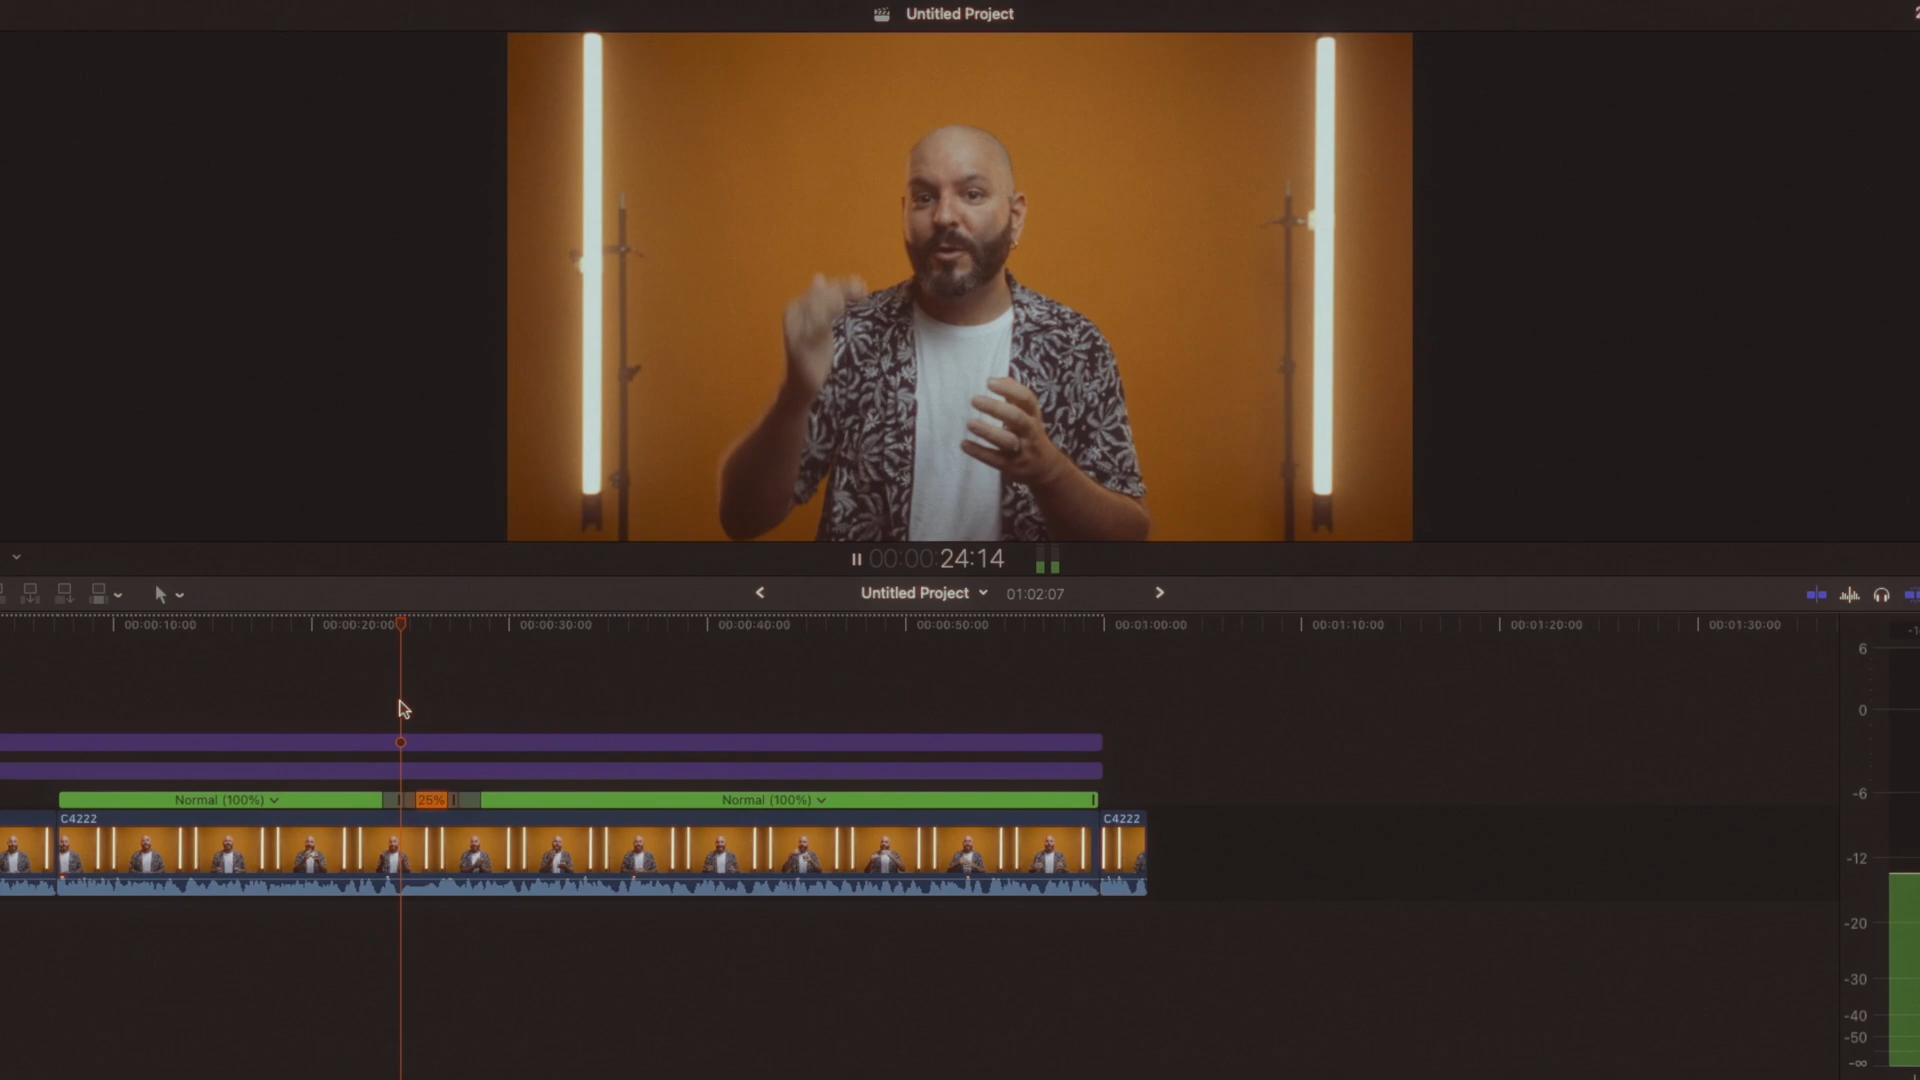 Untitled Project
00:00:24:14
Untitled Project 01:02:07
00:00:10:00 00:00:20:00 00:00:30:00 00:00:40:00 00:00:50:00 00:01:00:00 00:01:10:00 00:01:20:00 00:01:30:00
6
0
-6
Normal (100%) 25% Normal (100%)
C4222 C4222
-12
-20
-30
-40
-50
-∞